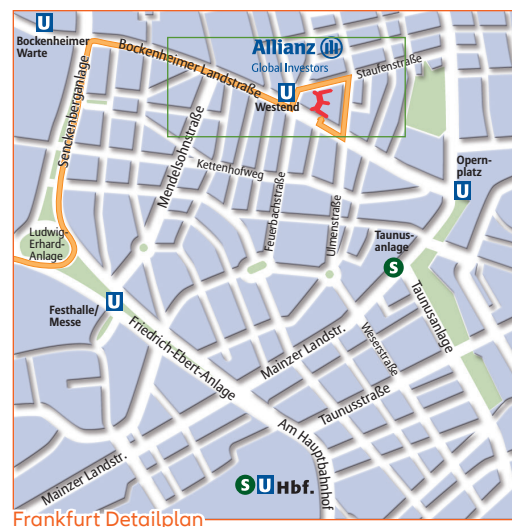 Bockenheimer
Warte
Bockenheimer Landstraße
Allianz
Global Investors
Staufenstraße
U
U
Westend
Senckenberganlage
Mendelsohnstraße
Kettenhofweg
Feuerbachstraße
Ulmenstraße
Opern-
platz
U
Ludwig-
Erhard-
Anlage
Taunus-
anlage
S
Festhalle/
Messe
U
Friedrich-Ebert-Anlage
Mainzer Landstr.
Weserstraße
Taunusanlage
Taunusstraße
Am Hauptbahnhof
Mainzer Landstr.
S U Hbf.
Frankfurt Detailplan